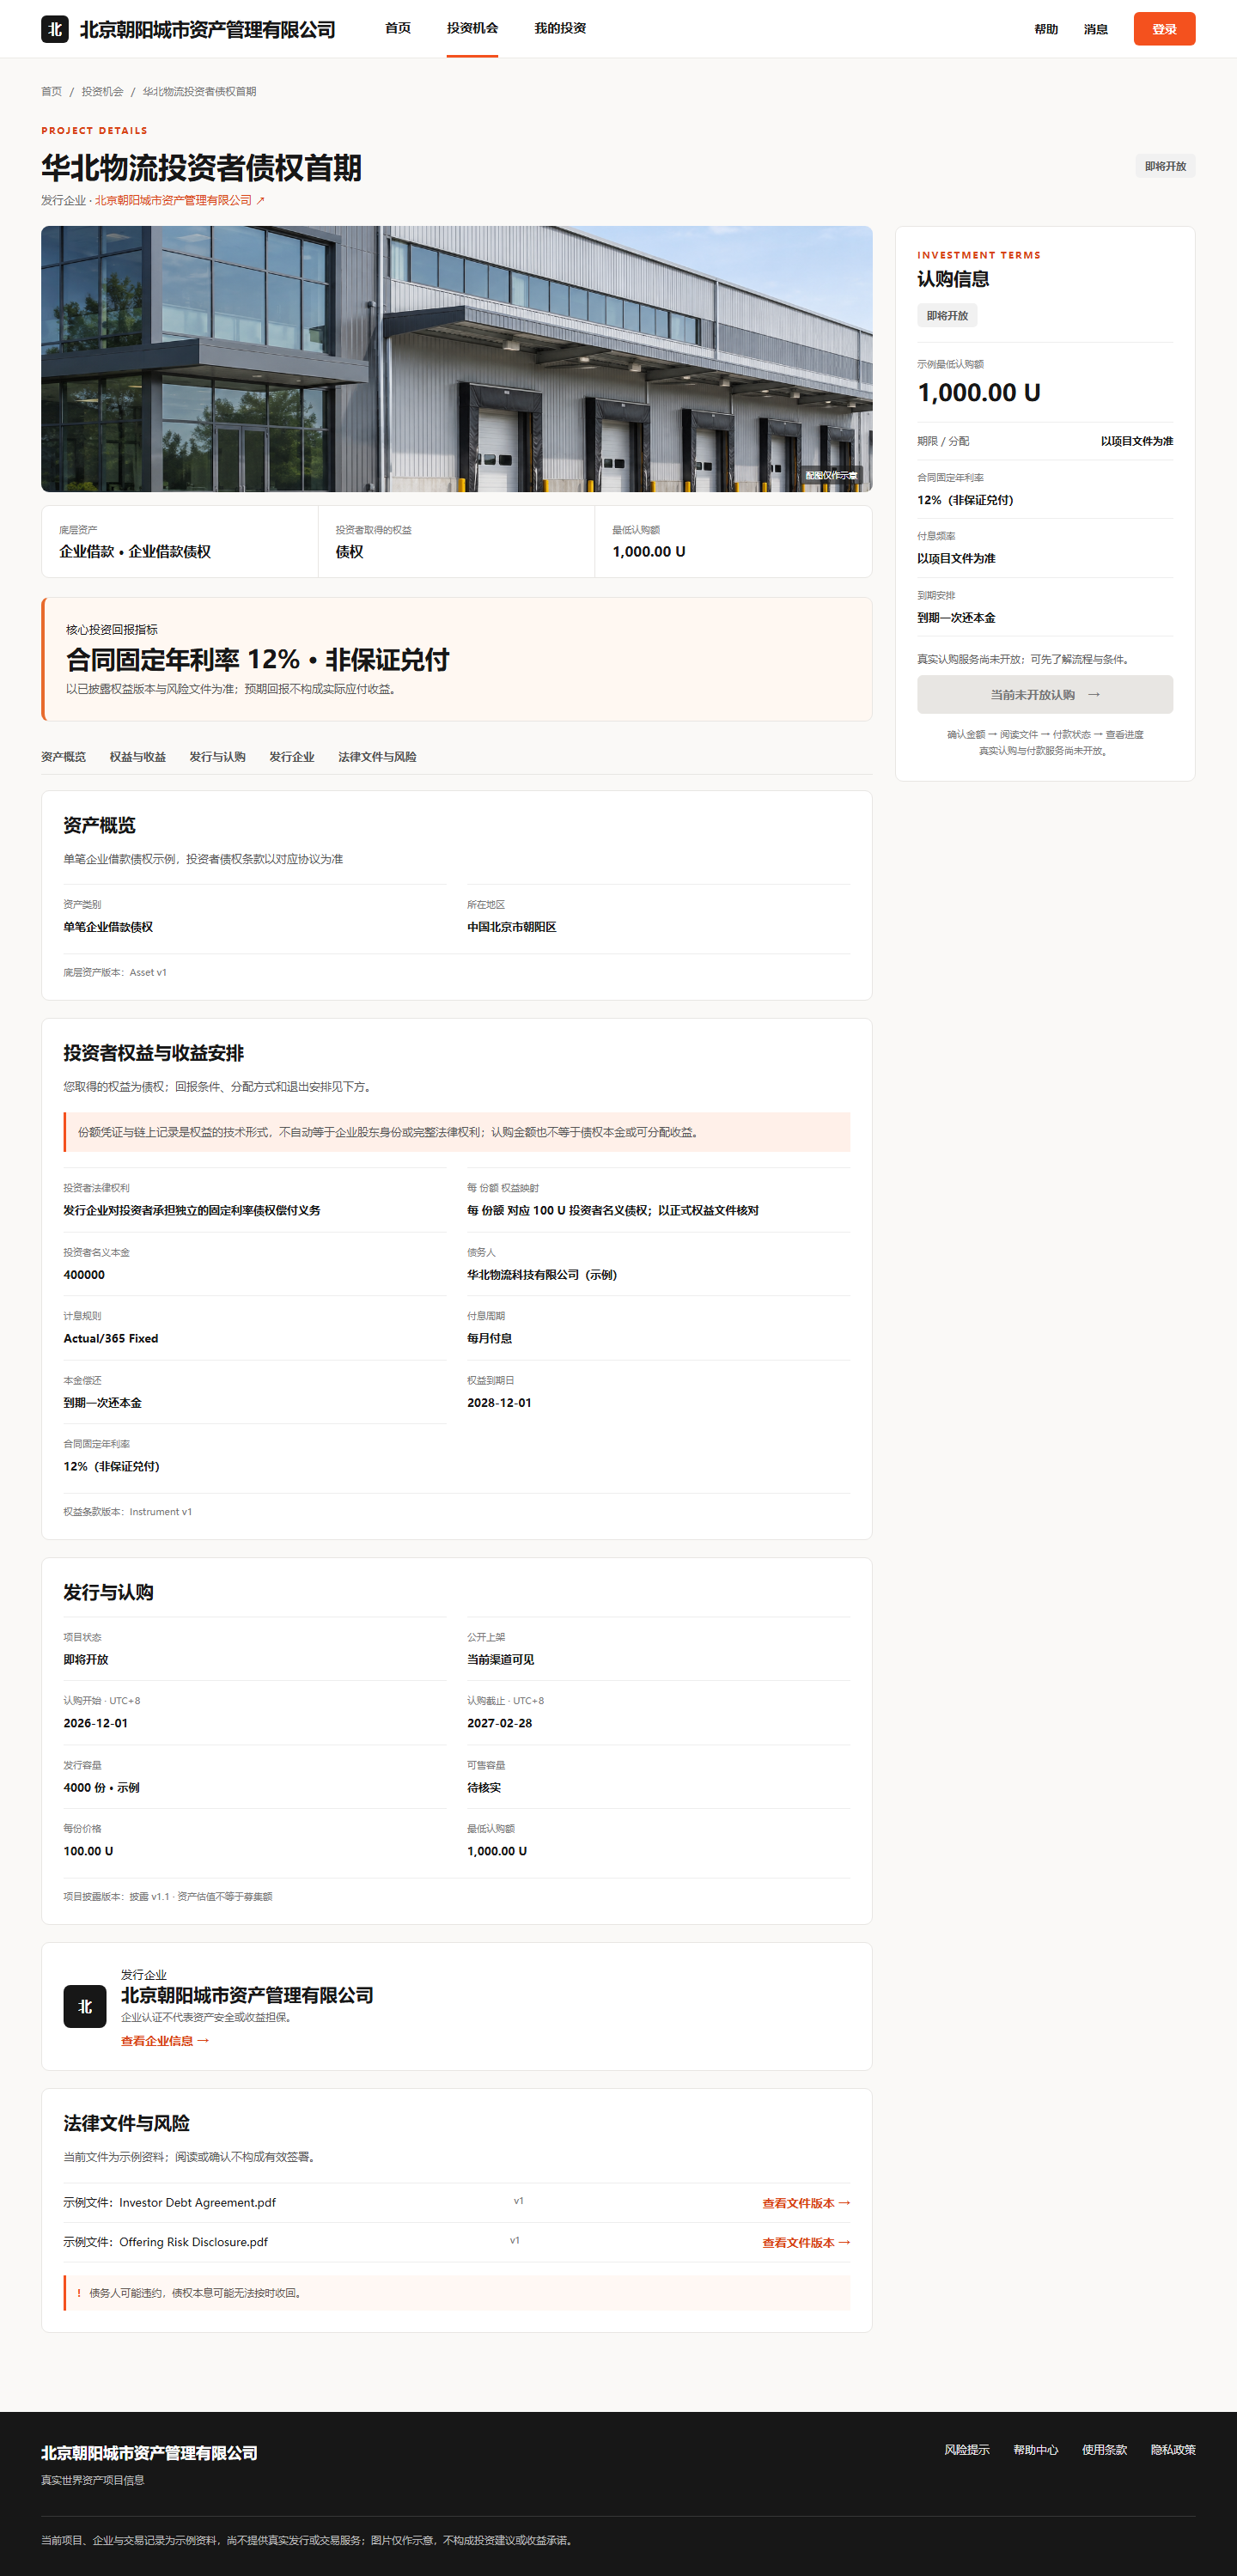 北 北京朝阳城市资产管理有限公司 首页 投资机会 我的投资 帮助 消息 登录
首页 / 投资机会 / 华北物流投资者债权首期
PROJECT DETAILS
华北物流投资者债权首期
即将开放
发行企业 · 北京朝阳城市资产管理有限公司 ↗
配图仅作示意
底层资产
企业借款 • 企业借款债权
投资者取得的权益
债权
最低认购额
1,000.00 U
核心投资回报指标
合同固定年利率 12% • 非保证兑付
以已披露权益版本与风险文件为准；预期回报不构成实际应付收益。
INVESTMENT TERMS
认购信息
即将开放
示例最低认购额
1,000.00 U
期限 / 分配 以项目文件为准
合同固定年利率
12%（非保证兑付）
付息频率
以项目文件为准
到期安排
到期一次还本金
真实认购服务尚未开放；可先了解流程与条件。
当前未开放认购 →
确认金额 → 阅读文件 → 付款状态 → 查看进度
真实认购与付款服务尚未开放。
资产概览 权益与收益 发行与认购 发行企业 法律文件与风险
资产概览
单笔企业借款债权示例，投资者债权条款以对应协议为准
资产类别
单笔企业借款债权
所在地区
中国北京市朝阳区
底层资产版本：Asset v1
投资者权益与收益安排
您取得的权益为债权；回报条件、分配方式和退出安排见下方。
份额凭证与链上记录是权益的技术形式，不自动等于企业股东身份或完整法律权利；认购金额也不等于债权本金或可分配收益。
投资者法律权利
发行企业对投资者承担独立的固定利率债权偿付义务
每 份额 权益映射
每 份额 对应 100 U 投资者名义债权；以正式权益文件核对
投资者名义本金
400000
债务人
华北物流科技有限公司（示例）
计息规则
Actual/365 Fixed
付息周期
每月付息
本金偿还
到期一次还本金
权益到期日
2028-12-01
合同固定年利率
12%（非保证兑付）
权益条款版本：Instrument v1
发行与认购
项目状态
即将开放
公开上架
当前渠道可见
认购开始 · UTC+8
2026-12-01
认购截止 · UTC+8
2027-02-28
发行容量
4000 份 • 示例
可售容量
待核实
每份价格
100.00 U
最低认购额
1,000.00 U
项目披露版本：披露 v1.1 · 资产估值不等于募集额
北
发行企业
北京朝阳城市资产管理有限公司
企业认证不代表资产安全或收益担保。
查看企业信息 →
法律文件与风险
当前文件为示例资料；阅读或确认不构成有效签署。
示例文件：Investor Debt Agreement.pdf v1 查看文件版本 →
示例文件：Offering Risk Disclosure.pdf v1 查看文件版本 →
! 债务人可能违约，债权本息可能无法按时收回。
北京朝阳城市资产管理有限公司
真实世界资产项目信息
风险提示 帮助中心 使用条款 隐私政策
当前项目、企业与交易记录为示例资料，尚不提供真实发行或交易服务；图片仅作示意，不构成投资建议或收益承诺。